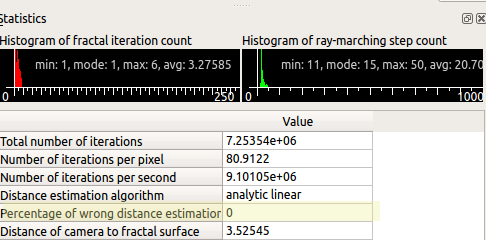 Statistics
Histogram of fractal iteration count
Histogram of ray-marching step count
min: 1, mode: 1, max: 6, avg: 3.27585
min: 11, mode: 15, max: 50, avg: 20.70
0 250
0 1000
Value
Total number of iterations 7.25354e+06
Number of iterations per pixel 80.9122
Number of iterations per second 9.10105e+06
Distance estimation algorithm analytic linear
Percentage of wrong distance estimation 0
Distance of camera to fractal surface 3.52545